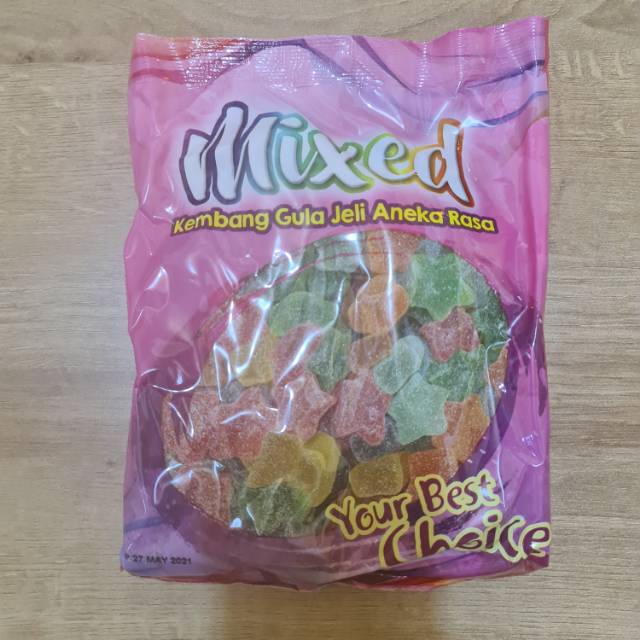 Mixed
Kembang Gula Jeli Aneka Rasa
Your Best
Choice
P 27 MAY 2021